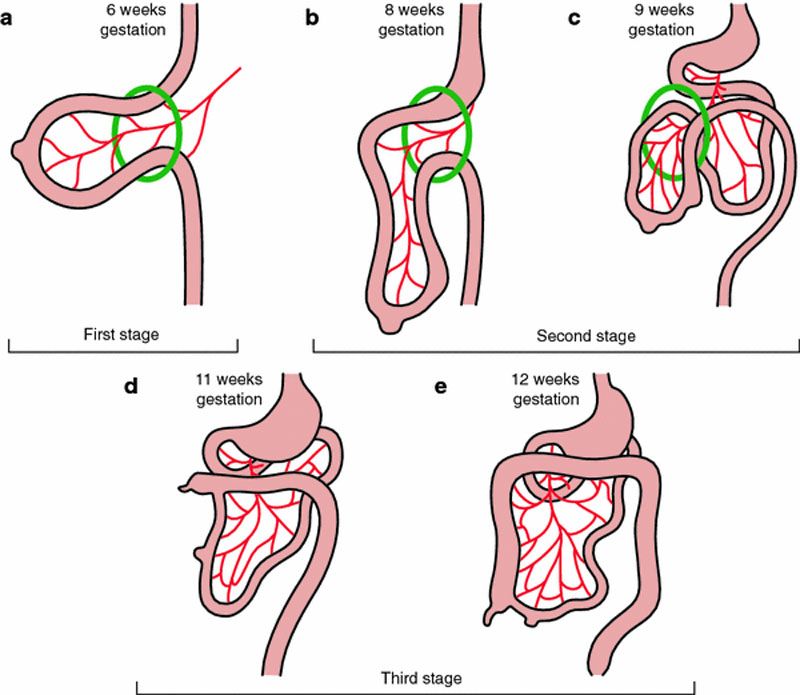 a
6 weeks
gestation
b
8 weeks
gestation
c
9 weeks
gestation
First stage
Second stage
d
11 weeks
gestation
e
12 weeks
gestation
Third stage